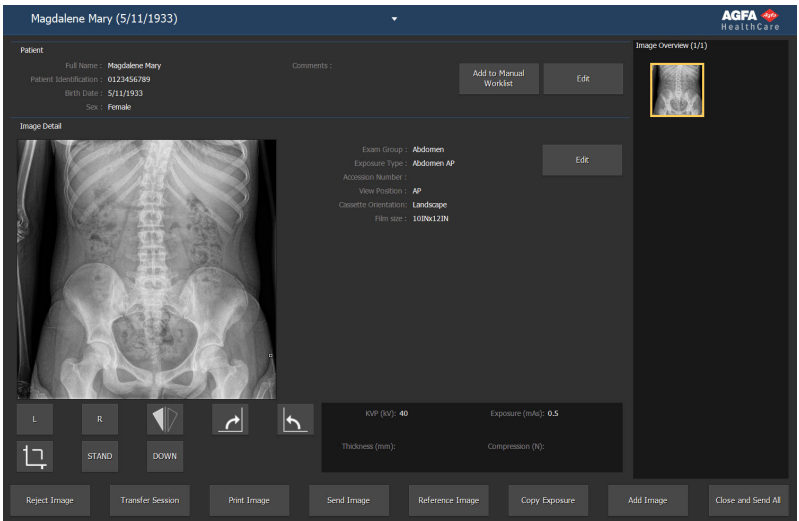 Magdalene Mary (5/11/1933)
AGFA
HealthCare
Patient
Full Name : Magdalene Mary
Comments :
Patient Identification : 0123456789
Birth Date : 5/11/1933
Sex : Female
Add to Manual
Worklist
Edit
Image Overview (1/1)
Image Detail
Exam Group : Abdomen
Exposure Type : Abdomen AP
Accession Number :
View Position : AP
Cassette Orientation: Landscape
Film size : 10INx12IN
Edit
L
R
STAND
DOWN
KVP (kV): 40
Exposure (mAs): 0.5
Thickness (mm):
Compression (N):
Reject Image
Transfer Session
Print Image
Send Image
Reference Image
Copy Exposure
Add Image
Close and Send All